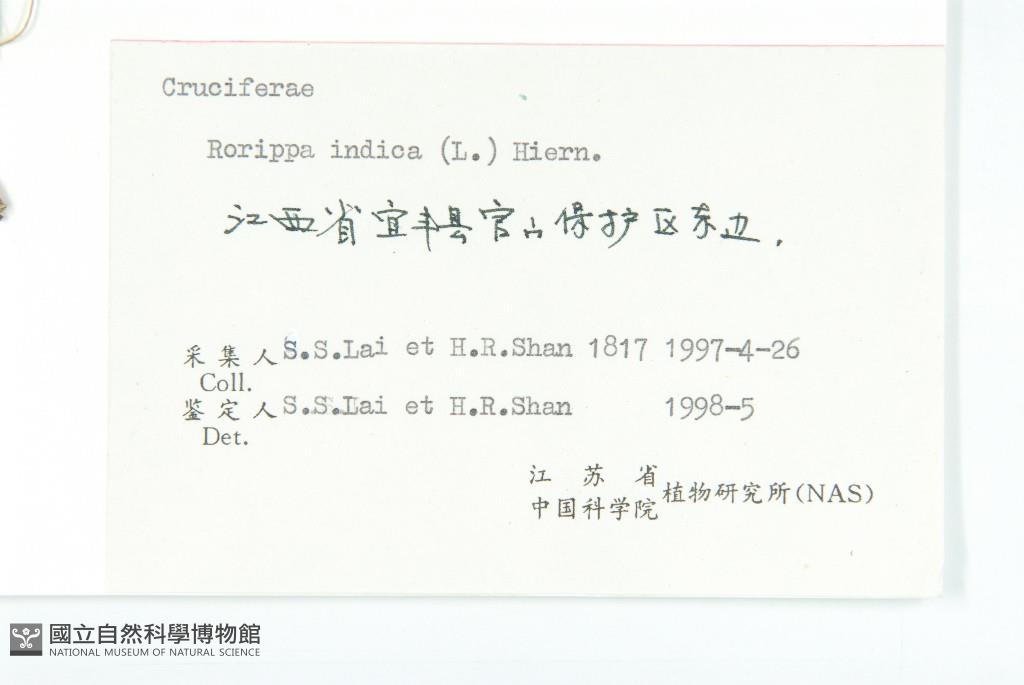 Cruciferae
Rorippa indica (L.) Hiern.
江西省宜丰县官山保护区东边.
采集人 S.S.Lai et H.R.Shan 1817 1997-4-26
Coll.
鉴定人 S.S.Lai et H.R.Shan 1998-5
Det.
江苏省
中国科学院 植物研究所(NAS)
國立自然科學博物館
NATIONAL MUSEUM OF NATURAL SCIENCE